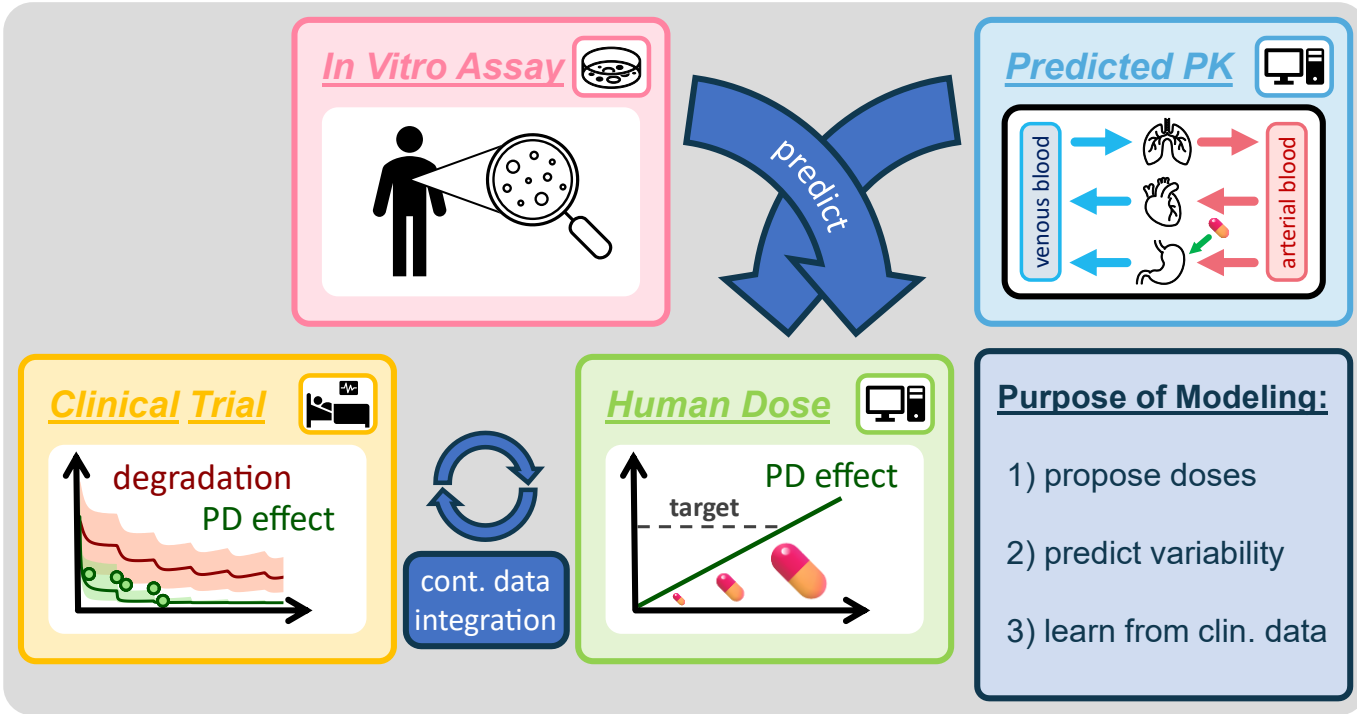 In Vitro Assay
predict
Predicted PK
venous blood
arterial blood
Clinical Trial
degradation
PD effect
cont. data
integration
Human Dose
PD effect
target
Purpose of Modeling:
1) propose doses
2) predict variability
3) learn from clin. data